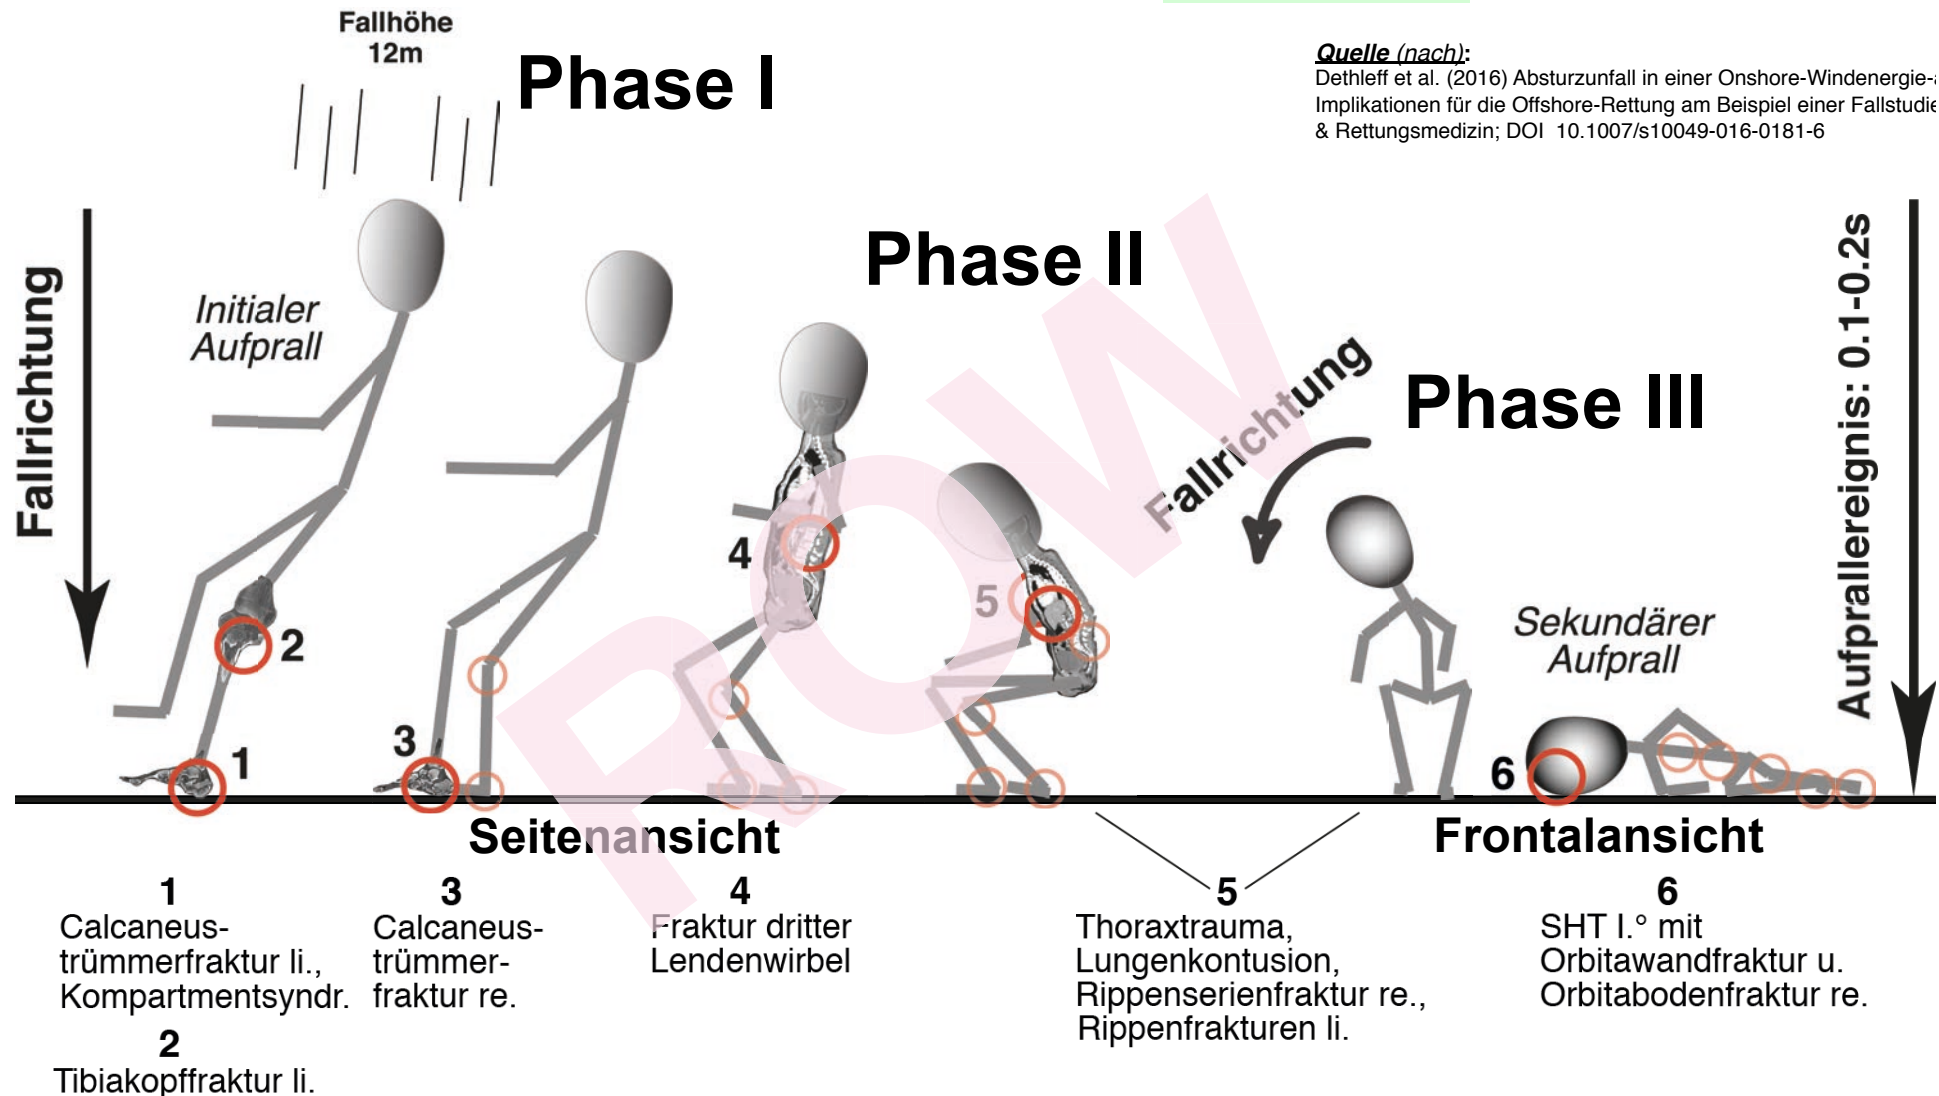 Fallhöhe
12m
Phase I
Quelle (nach):
Dethleff et al. (2016) Absturzunfall in einer Onshore-Windenergie-
Implikationen für die Offshore-Rettung am Beispiel einer Fallstudie
& Rettungsmedizin; DOI 10.1007/s10049-016-0181-6
Phase II
Phase III
Fallrichtung
Initialer
Aufprall
Fallrichtung
Sekundärer
Aufprall
Aufprallereignis: 0.1-0.2s
ROW
1
2
3
4
5
6
Seitenansicht
Frontalansicht
1
Calcaneus-
trümmerfraktur li.,
Kompartmentsyndr.
2
Tibiakopffraktur li.
3
Calcaneus-
trümmer-
fraktur re.
4
Fraktur dritter
Lendenwirbel
5
Thoraxtrauma,
Lungenkontusion,
Rippenserienfraktur re.,
Rippenfrakturen li.
6
SHT I.° mit
Orbitawandfraktur u.
Orbitabodenfraktur re.